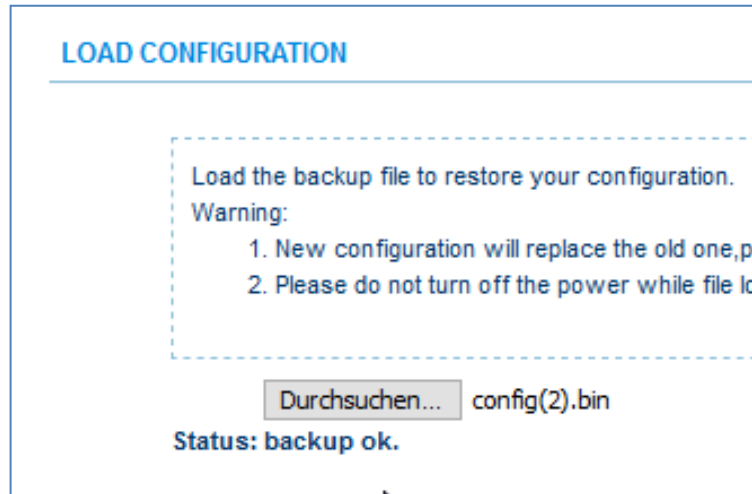 LOAD CONFIGURATION
Load the backup file to restore your configuration.
Warning:
1. New configuration will replace the old one,p
2. Please do not turn off the power while file lo
Durchsuchen... config(2).bin
Status: backup ok.